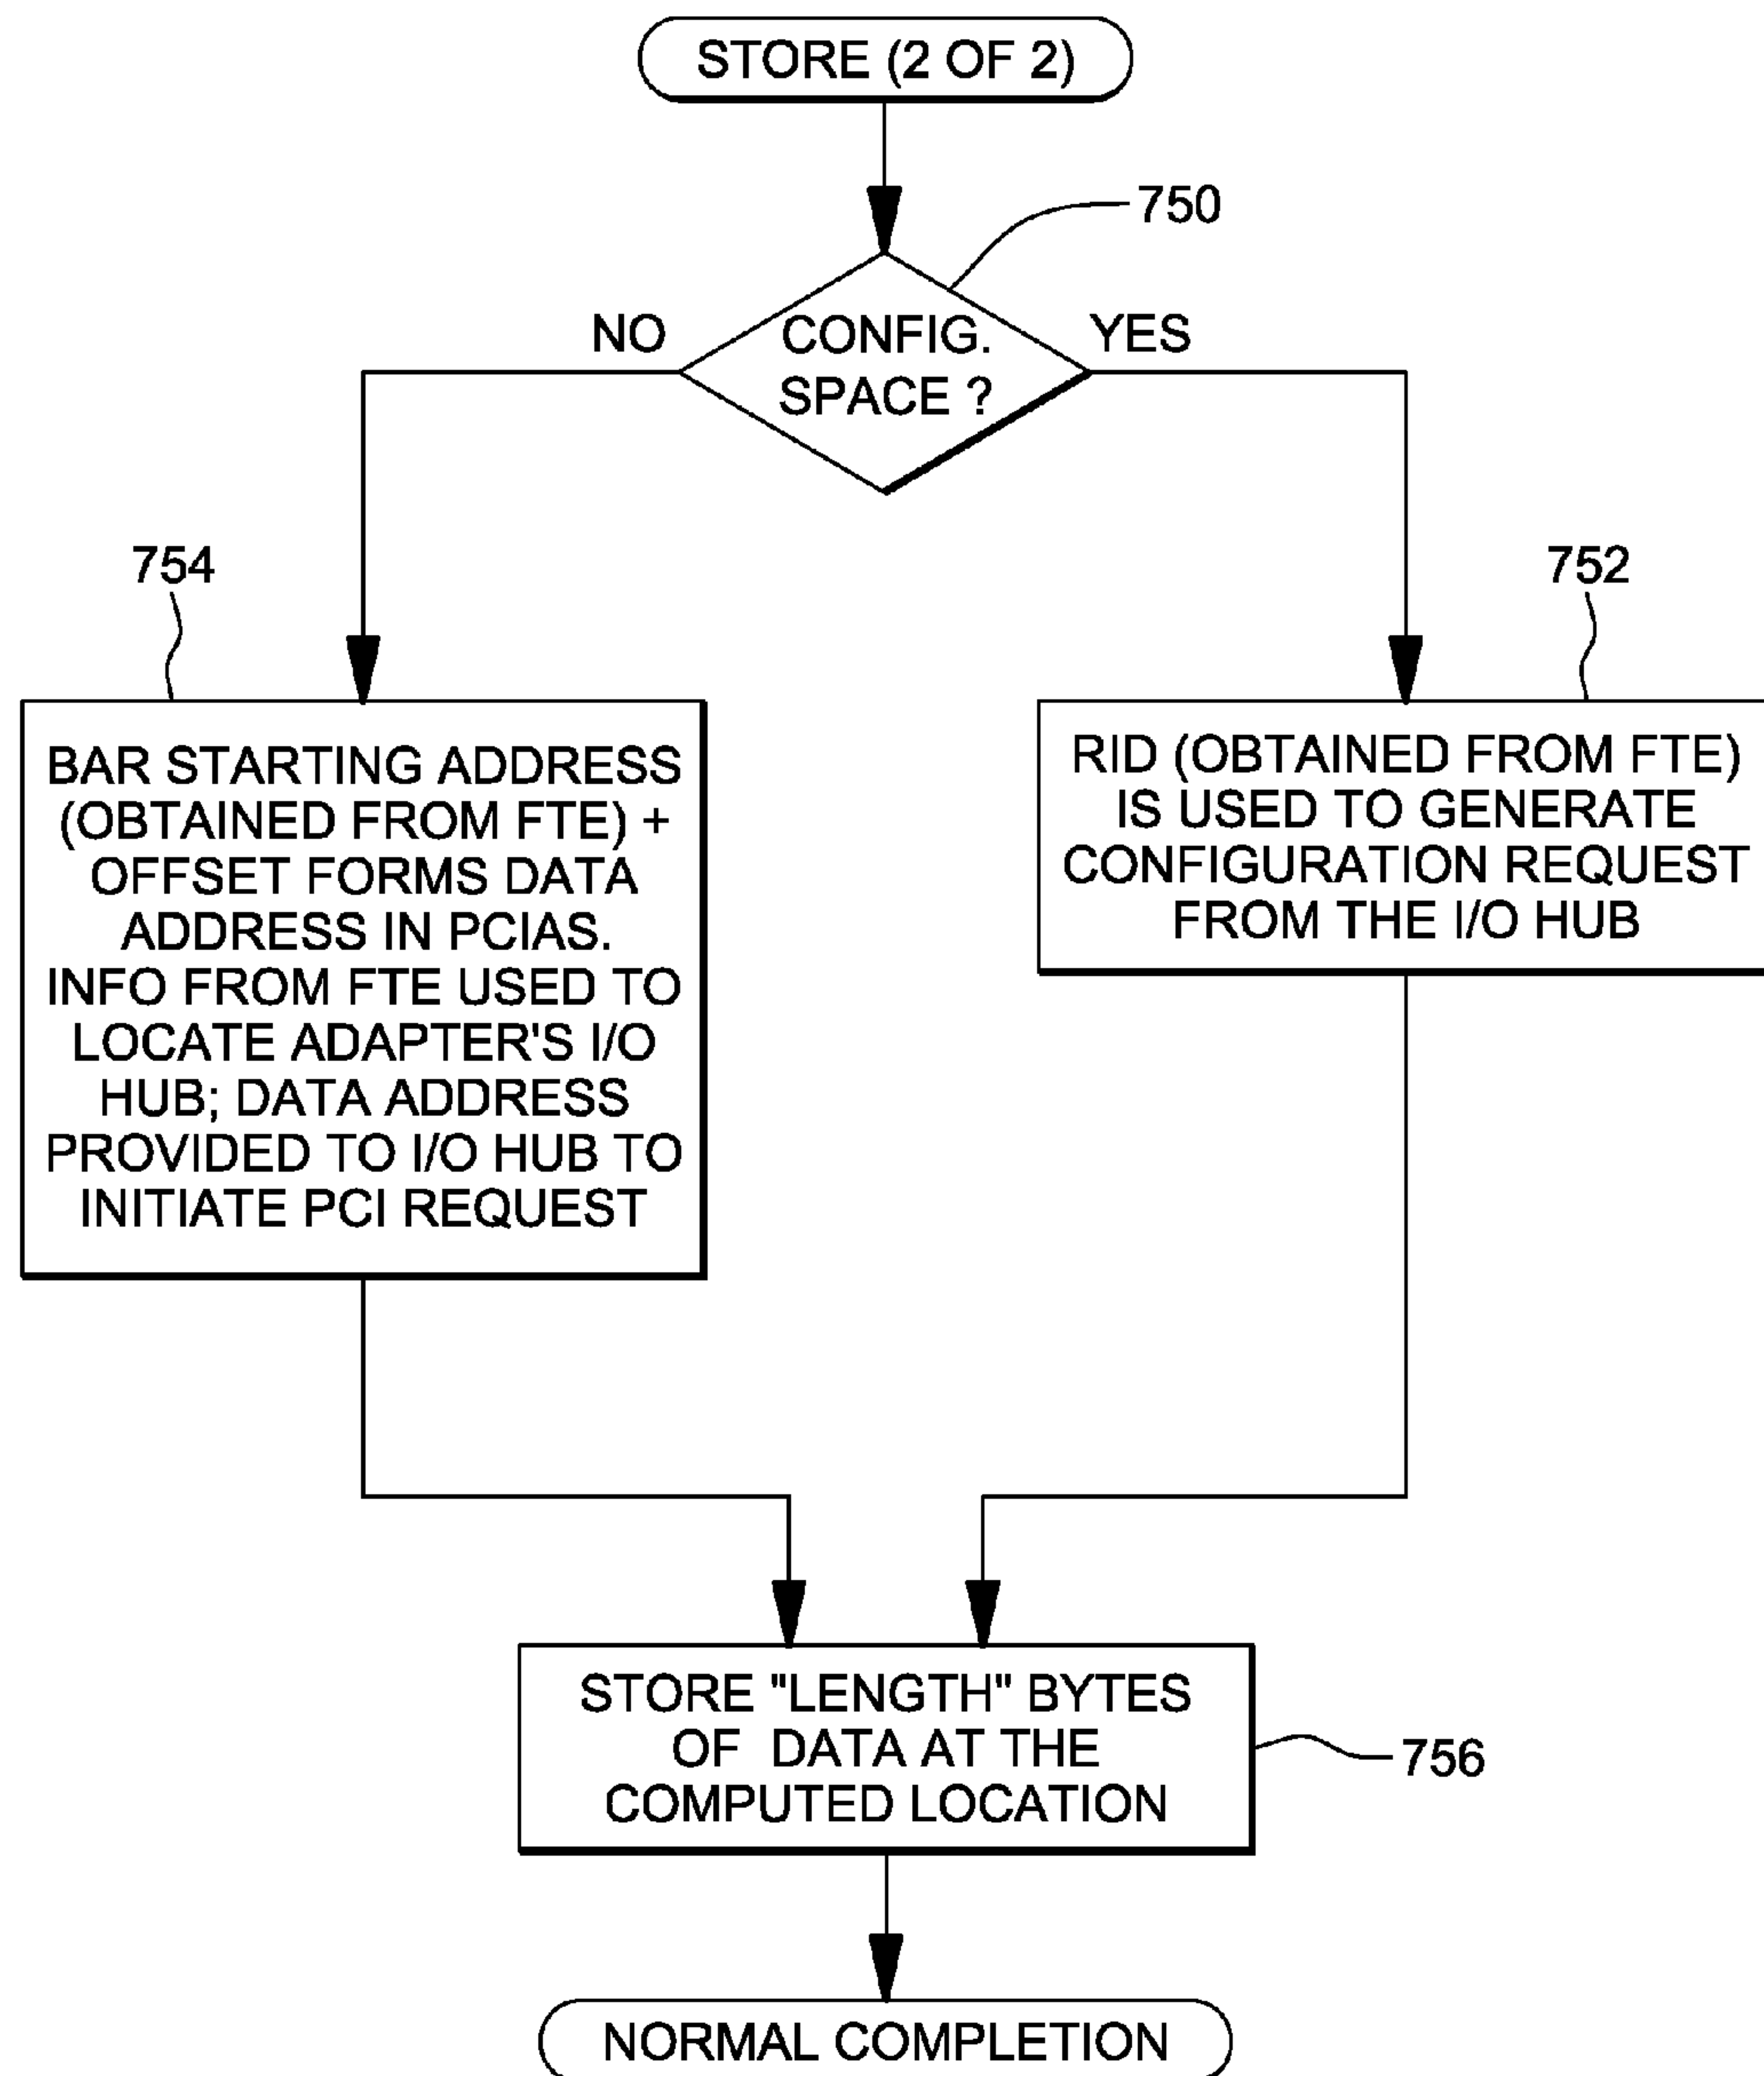 STORE (2 OF 2)
750
NO
CONFIG.
SPACE ?
YES
754
752
BAR STARTING ADDRESS
(OBTAINED FROM FTE) +
OFFSET FORMS DATA
ADDRESS IN PCIAS.
INFO FROM FTE USED TO
LOCATE ADAPTER'S I/O
HUB; DATA ADDRESS
PROVIDED TO I/O HUB TO
INITIATE PCI REQUEST
RID (OBTAINED FROM FTE)
IS USED TO GENERATE
CONFIGURATION REQUEST
FROM THE I/O HUB
STORE "LENGTH" BYTES
OF DATA AT THE
COMPUTED LOCATION
756
NORMAL COMPLETION